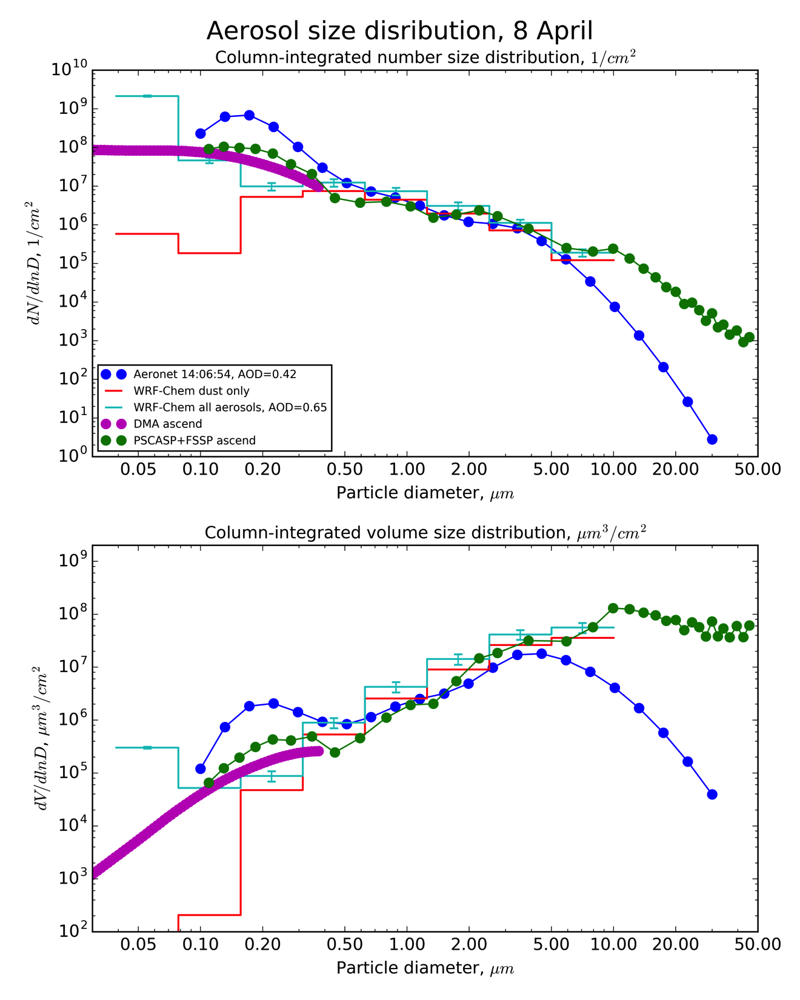 Aerosol size disribution, 8 April
Column-integrated number size distribution, 1/cm²
10¹⁰
10⁹
10⁸
10⁷
10⁶
10⁵
10⁴
10³
10²
10¹
10⁰
dN/dlnD, 1/cm²
Aeronet 14:06:54, AOD=0.42
WRF-Chem dust only
WRF-Chem all aerosols, AOD=0.65
DMA ascend
PSCASP+FSSP ascend
0.05 0.10 0.20 0.50 1.00 2.00 5.00 10.00 20.00 50.00
Particle diameter, μm
Column-integrated volume size distribution, μm³/cm²
10⁹
10⁸
10⁷
10⁶
10⁵
10⁴
10³
10²
dV/dlnD, μm³/cm²
0.05 0.10 0.20 0.50 1.00 2.00 5.00 10.00 20.00 50.00
Particle diameter, μm